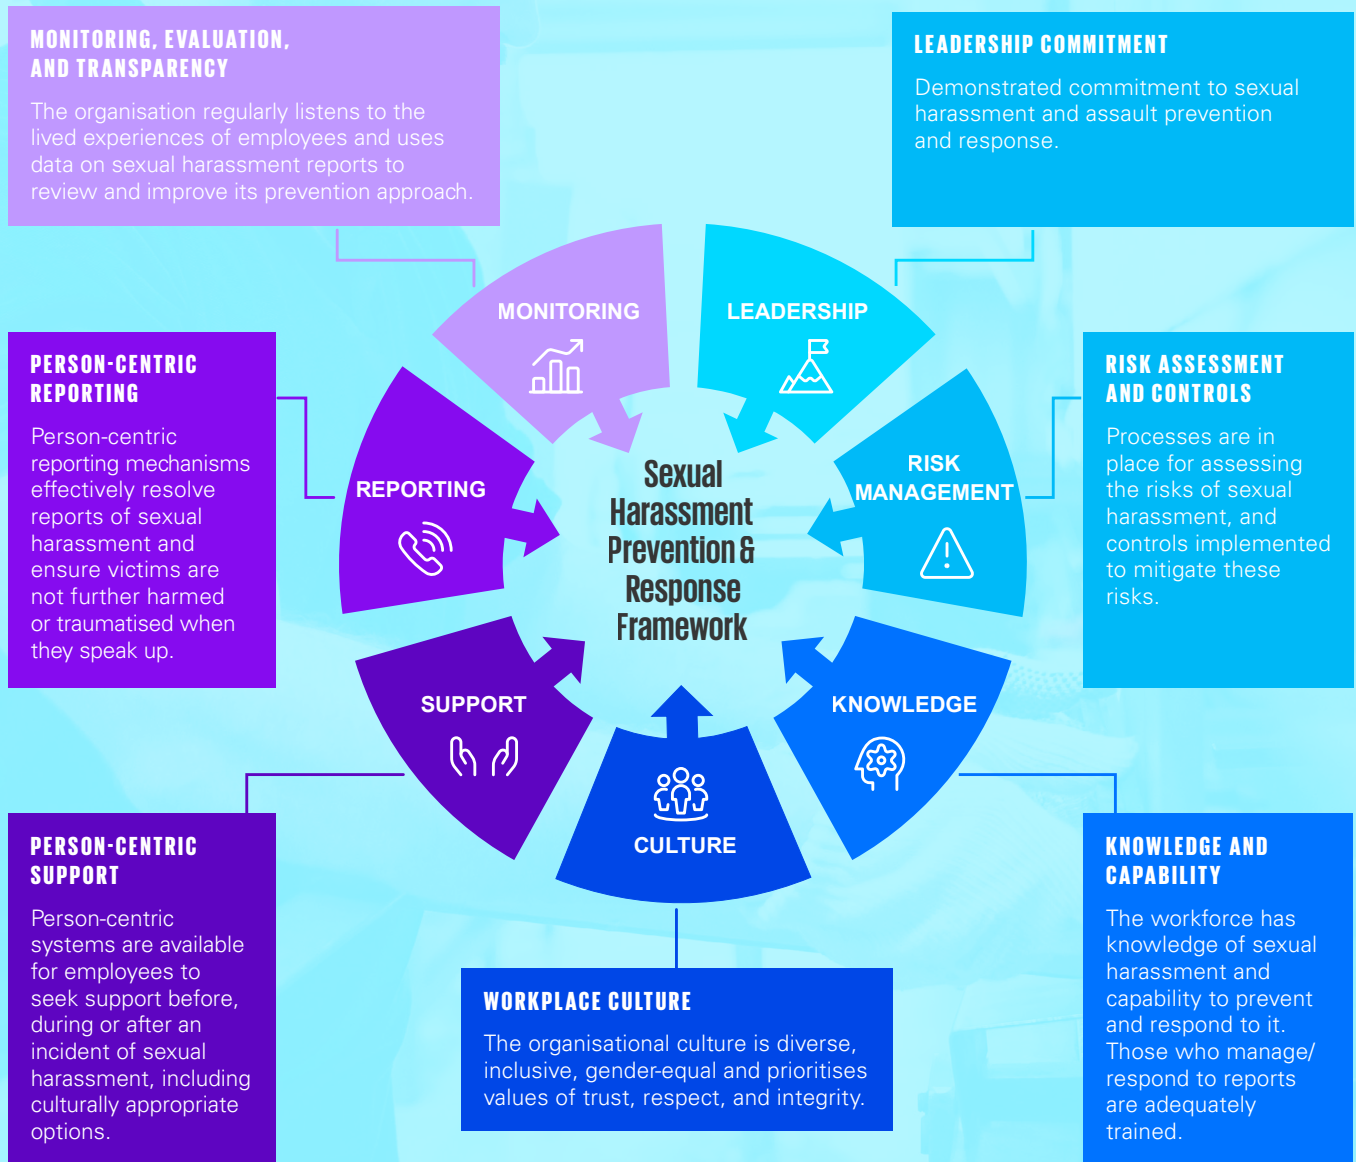 MONITORING, EVALUATION,
AND TRANSPARENCY
The organisation regularly listens to the
lived experiences of employees and uses
data on sexual harassment reports to
review and improve its prevention approach.
LEADERSHIP COMMITMENT
Demonstrated commitment to sexual
harassment and assault prevention
and response.
MONITORING
LEADERSHIP
PERSON-CENTRIC
REPORTING
Person-centric
reporting mechanisms
effectively resolve
reports of sexual
harassment and
ensure victims are
not further harmed
or traumatised when
they speak up.
REPORTING
Sexual
Harassment
Prevention &
Response
Framework
RISK
MANAGEMENT
RISK ASSESSMENT
AND CONTROLS
Processes are in
place for assessing
the risks of sexual
harassment, and
controls implemented
to mitigate these
risks.
SUPPORT
KNOWLEDGE
CULTURE
PERSON-CENTRIC
SUPPORT
Person-centric
systems are available
for employees to
seek support before,
during or after an
incident of sexual
harassment, including
culturally appropriate
options.
WORKPLACE CULTURE
The organisational culture is diverse,
inclusive, gender-equal and prioritises
values of trust, respect, and integrity.
KNOWLEDGE AND
CAPABILITY
The workforce has
knowledge of sexual
harassment and
capability to prevent
and respond to it.
Those who manage/
respond to reports
are adequately
trained.